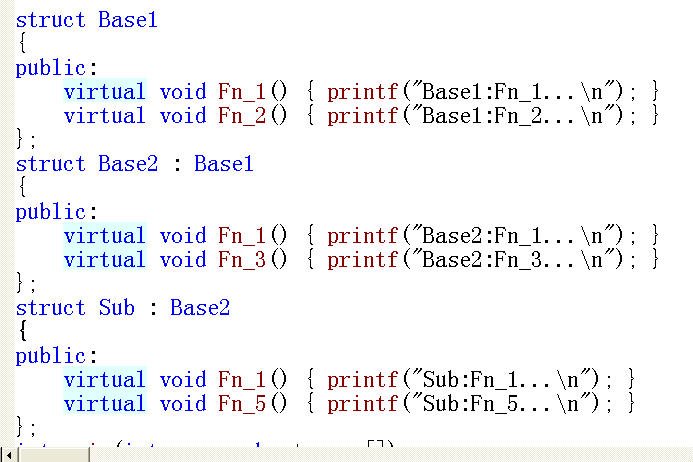 struct Base1
{
public:
    virtual void Fn_1() { printf("Base1:Fn_1...\n"); }
    virtual void Fn_2() { printf("Base1:Fn_2...\n"); }
};
struct Base2 : Base1
{
public:
    virtual void Fn_1() { printf("Base2:Fn_1...\n"); }
    virtual void Fn_3() { printf("Base2:Fn_3...\n"); }
};
struct Sub : Base2
{
public:
    virtual void Fn_1() { printf("Sub:Fn_1...\n"); }
    virtual void Fn_5() { printf("Sub:Fn_5...\n"); }
};